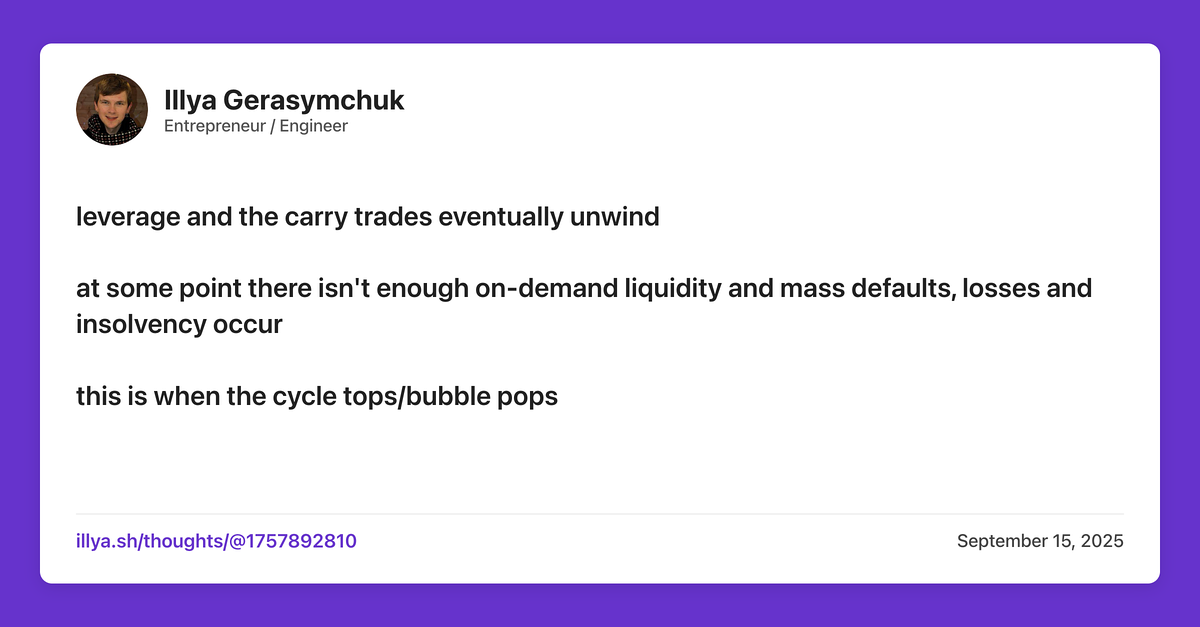 Illya Gerasymchuk
Entrepreneur / Engineer
leverage and the carry trades eventually unwind
at some point there isn't enough on-demand liquidity and mass defaults, losses and
insolvency occur
this is when the cycle tops/bubble pops
illya.sh/thoughts/@1757892810
September 15, 2025